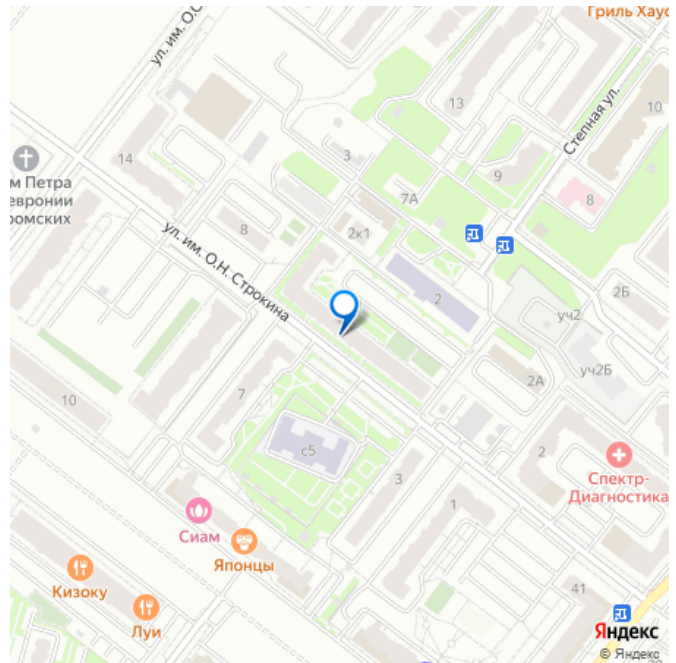 Гриль Хаус
ул. им. О.С
Степная ул.
13
10
3
14
9
м Петра
евронии
ромских
7А
8
8
2к1
ул. им. О.Н. Строкина
2
2Б
уч2
уч2Б
2А
7
10
с5
2
3
Спектр-
Диагностика
1
Сиам
Японцы
Кизоку
41
Луи
Яндекс
© Яндекс